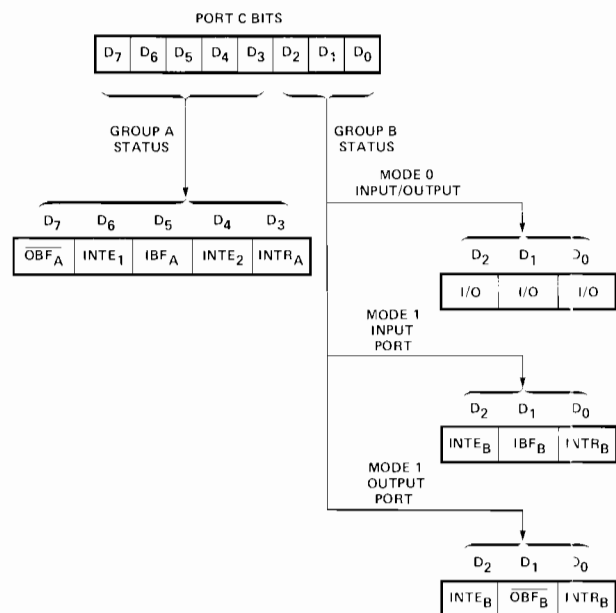 PORT C BITS
D7 D6 D5 D4 D3 D2 D1 D0
GROUP A
STATUS
GROUP B
STATUS
MODE 0
INPUT/OUTPUT
D7 D6 D5 D4 D3
O̅B̅F̅A INTE1 IBFA INTE2 INTRA
D2 D1 D0
I/O I/O I/O
MODE 1
INPUT
PORT
D2 D1 D0
INTEB IBFB INTRB
MODE 1
OUTPUT
PORT
D2 D1 D0
INTEB O̅B̅F̅B INTRB